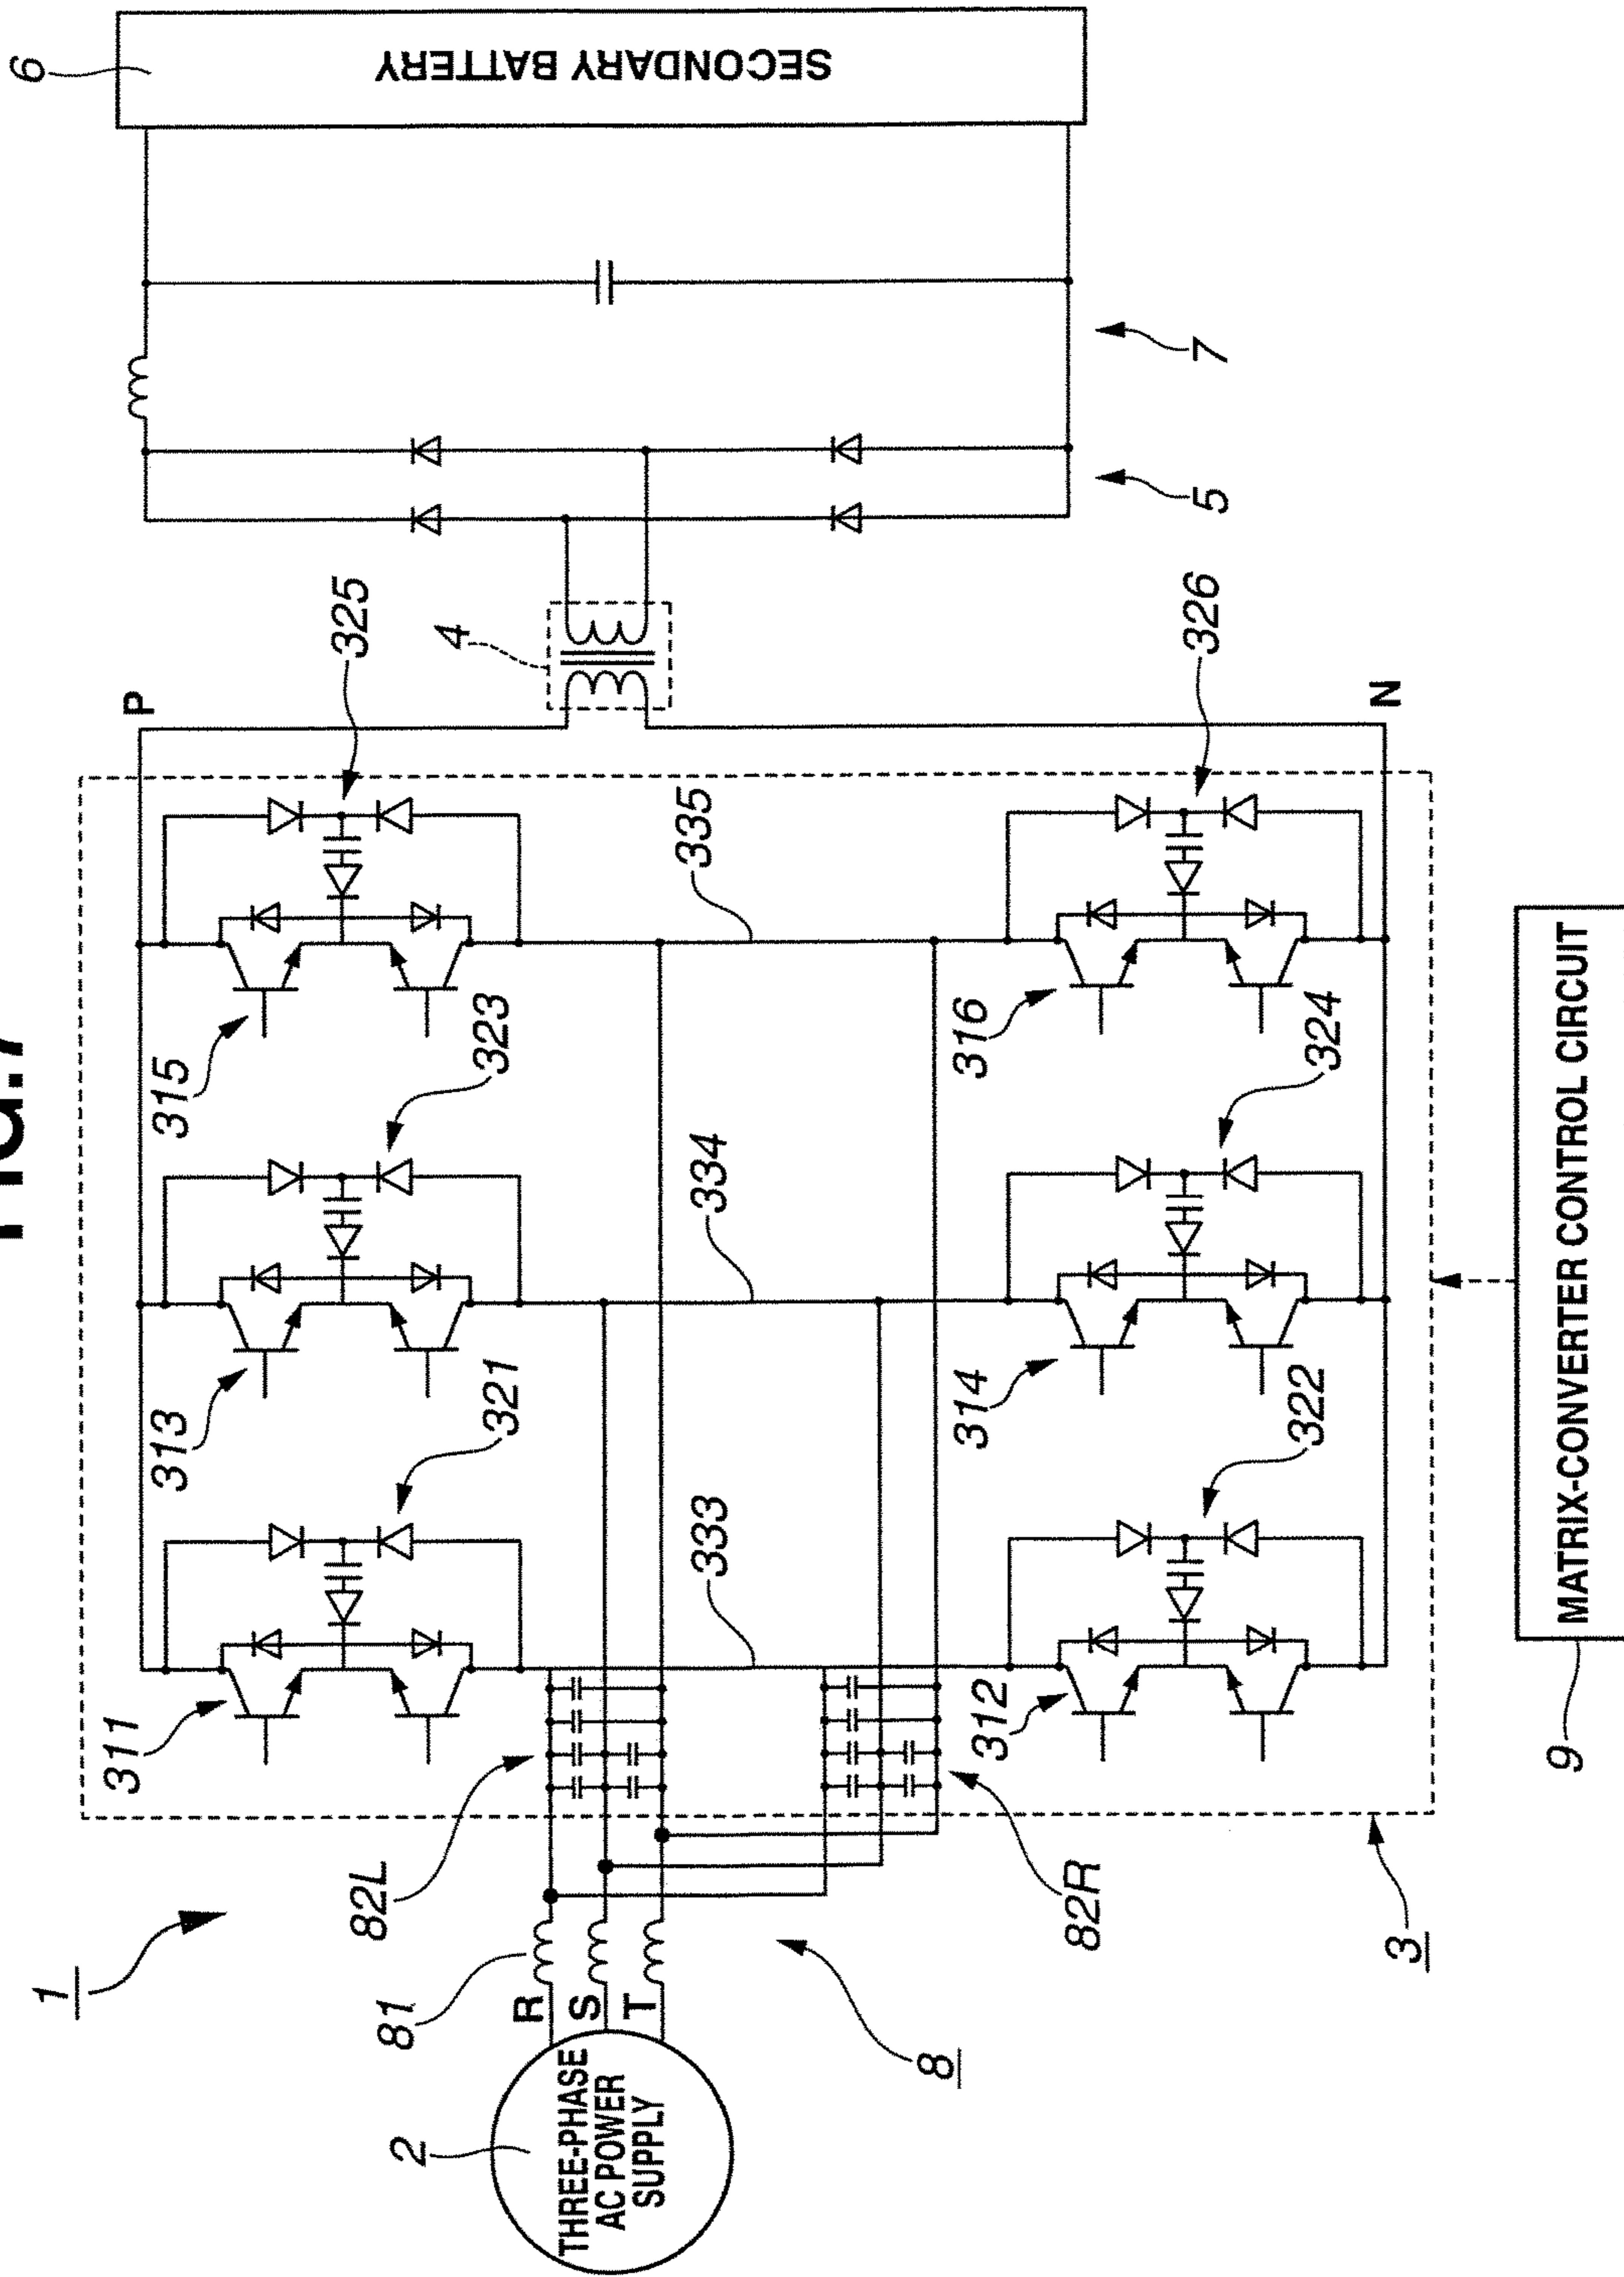 FIG.7
1
2
THREE-PHASE
AC POWER
SUPPLY
R
S
T
81
8
82L
82R
3
311
321
313
323
315
325
333
334
335
312
322
314
324
316
326
P
N
4
5
7
6
SECONDARY BATTERY
9
MATRIX-CONVERTER CONTROL CIRCUIT